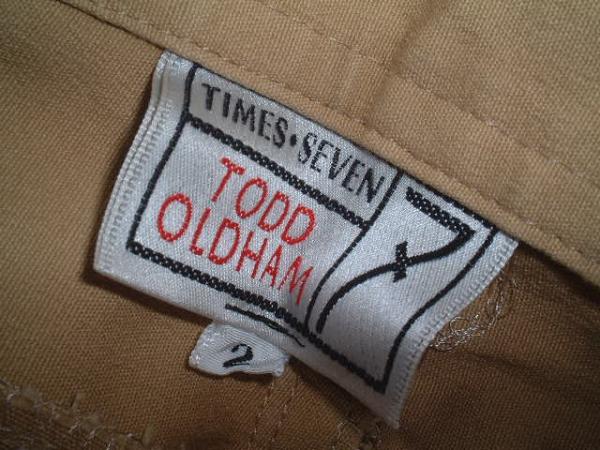 TIMES • SEVEN
TODD
OLDHAM
7
2